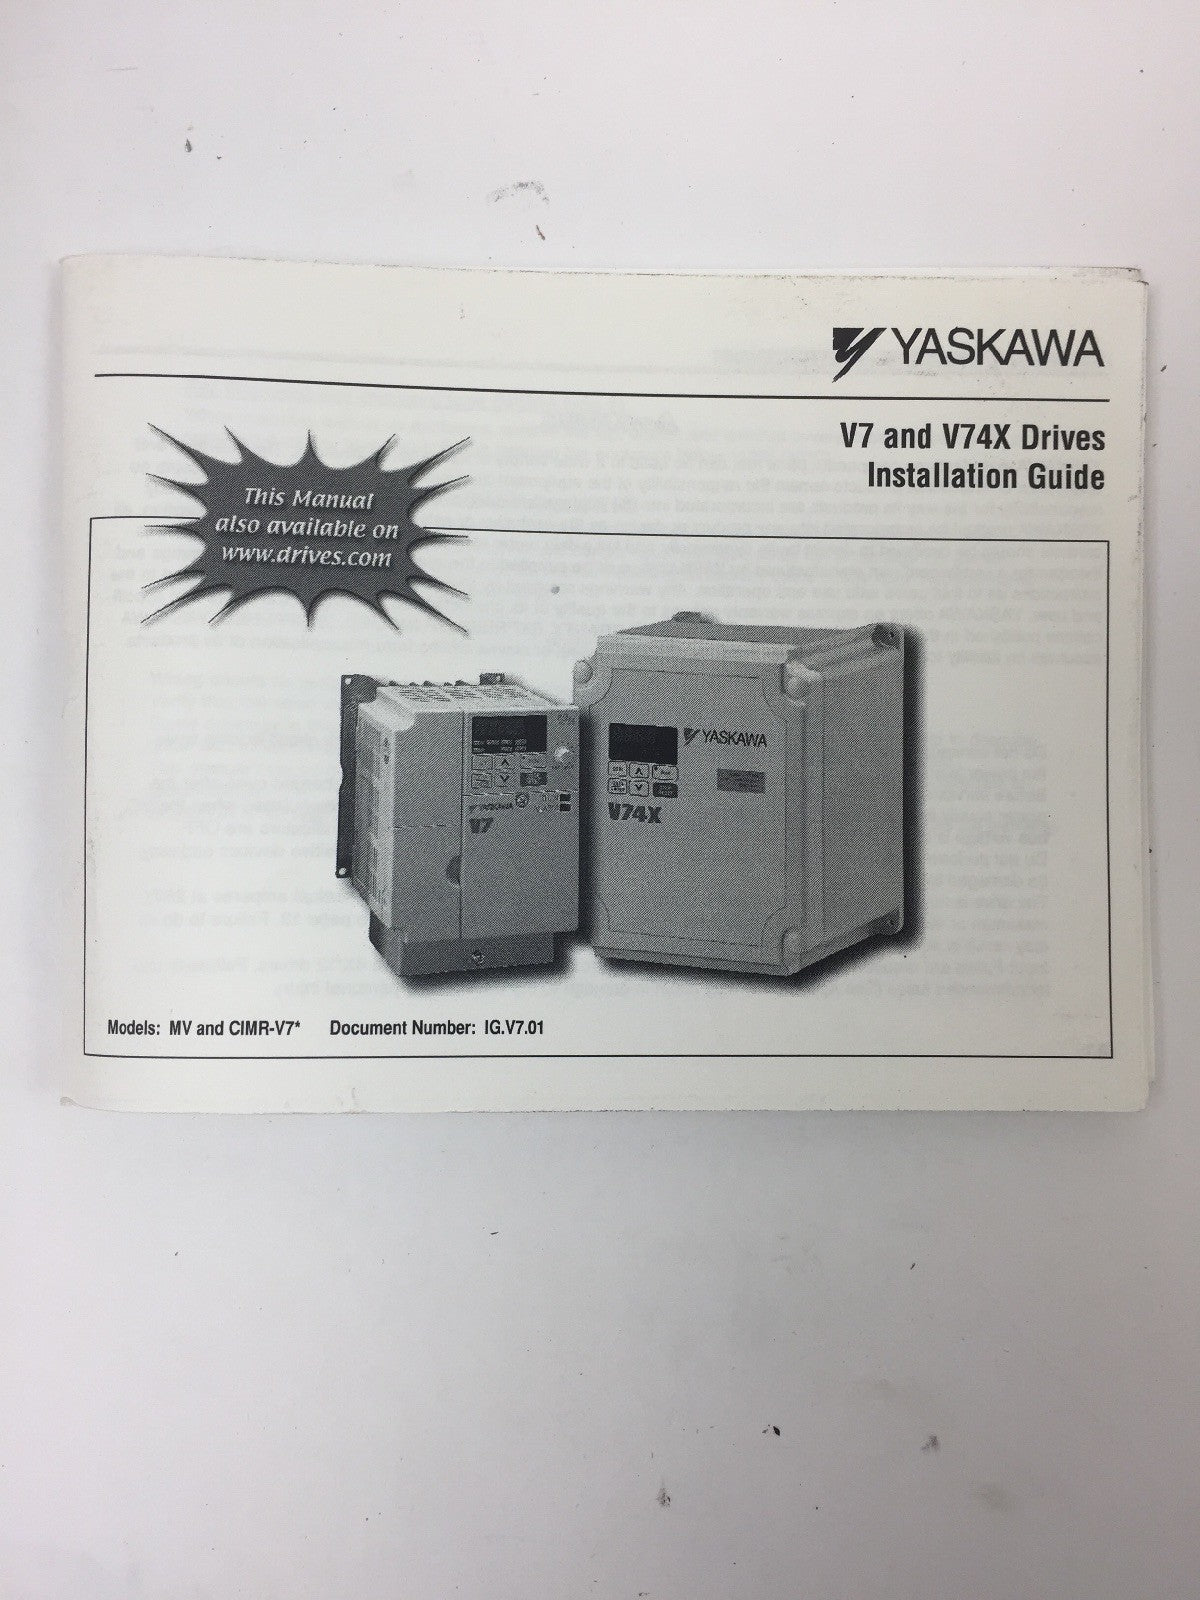 YASKAWA
V7 and V74X Drives
Installation Guide
This Manual
also available on
www.drives.com
YASKAWA
V7
YASKAWA
V74X
Models: MV and CIMR-V7* Document Number: IG.V7.01